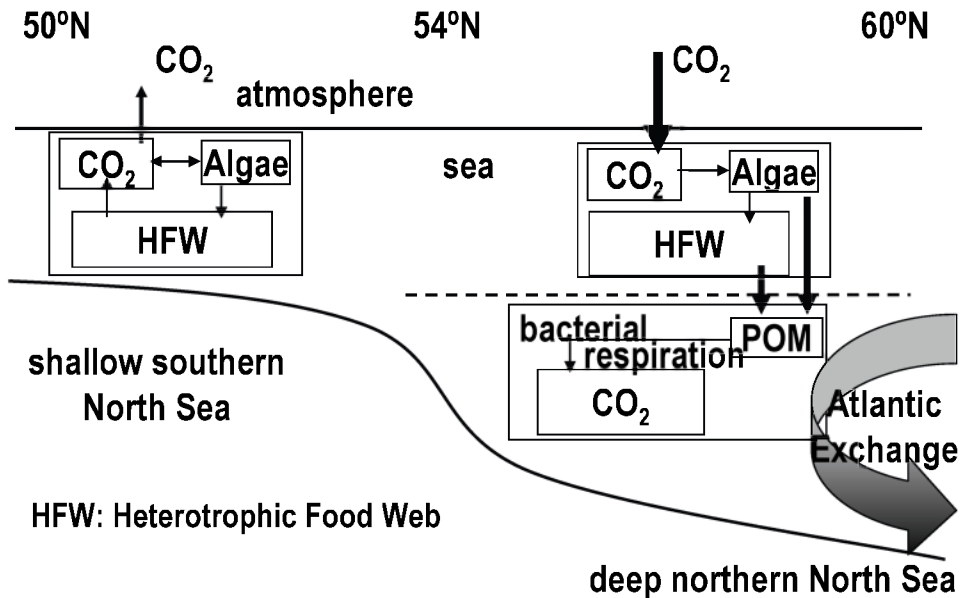 50ºN 54ºN 60ºN
CO₂ CO₂
atmosphere
sea
CO₂ Algae
HFW
CO₂ Algae
HFW
bacterial
respiration
POM
CO₂
shallow southern
North Sea
Atlantic
Exchange
HFW: Heterotrophic Food Web
deep northern North Sea